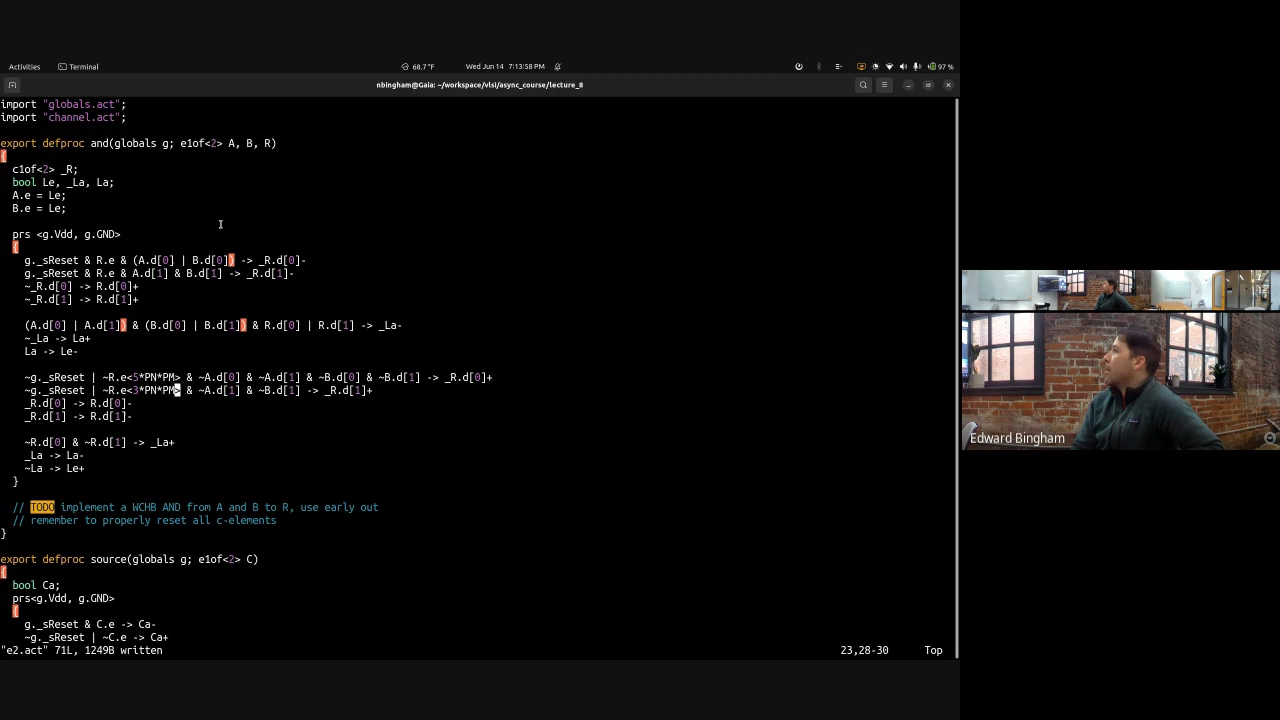 Activities Terminal 68.7 °F Wed Jun 14 7:13:58 PM 97 %
nbingham@Gaia: ~/workspace/vlsi/async_course/lecture_8
import "globals.act";
import "channel.act";
export defproc and(globals g; e1of<2> A, B, R)
{
c1of<2> _R;
bool Le, _La, La;
A.e = Le;
B.e = Le;
prs <g.Vdd, g.GND>
{
g._sReset & R.e & (A.d[0] | B.d[0]) -> _R.d[0]-
g._sReset & R.e & A.d[1] & B.d[1] -> _R.d[1]-
~_R.d[0] -> R.d[0]+
~_R.d[1] -> R.d[1]+
(A.d[0] | A.d[1]) & (B.d[0] | B.d[1]) & R.d[0] | R.d[1] -> _La-
~_La -> La+
La -> Le-
~g._sReset | ~R.e<5*PN*PM> & ~A.d[0] & ~A.d[1] & ~B.d[0] & ~B.d[1] -> _R.d[0]+
~g._sReset | ~R.e<3*PN*PM> & ~A.d[1] & ~B.d[1] -> _R.d[1]+
_R.d[0] -> R.d[0]-
_R.d[1] -> R.d[1]-
~R.d[0] & ~R.d[1] -> _La+
_La -> La-
~La -> Le+
}
// TODO implement a WCHB AND from A and B to R, use early out
// remember to properly reset all c-elements
}
export defproc source(globals g; e1of<2> C)
{
bool Ca;
prs<g.Vdd, g.GND>
{
g._sReset & C.e -> Ca-
~g._sReset | ~C.e -> Ca+
"e2.act" 71L, 1249B written 23,28-30 Top
Edward Bingham